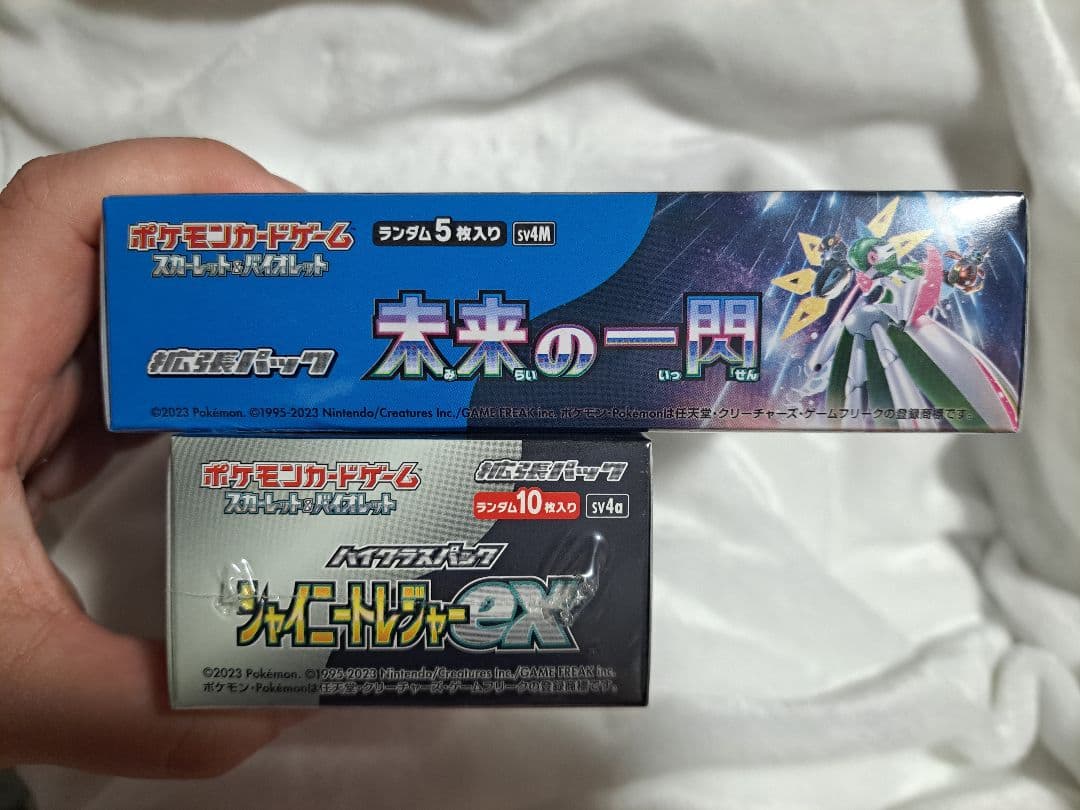 ポケモンカードゲーム
スカーレット&バイオレット
ランダム5枚入り SV4M
拡張パック
未来の一閃
み らい いっ せん
©2023 Pokémon. ©1995-2023 Nintendo/Creatures Inc./GAME FREAK inc. ポケモン・Pokémonは任天堂・クリーチャーズ・ゲームフリークの登録商標です。
ポケモンカードゲーム
スカーレット&バイオレット
拡張パック
ランダム10枚入り SV4a
ハイクラスパック
シャイニートレジャーex
©2023 Pokémon. ©1995-2023 Nintendo/Creatures Inc./GAME FREAK inc.
ポケモン・Pokémonは任天堂・クリーチャーズ・ゲームフリークの登録商標です。